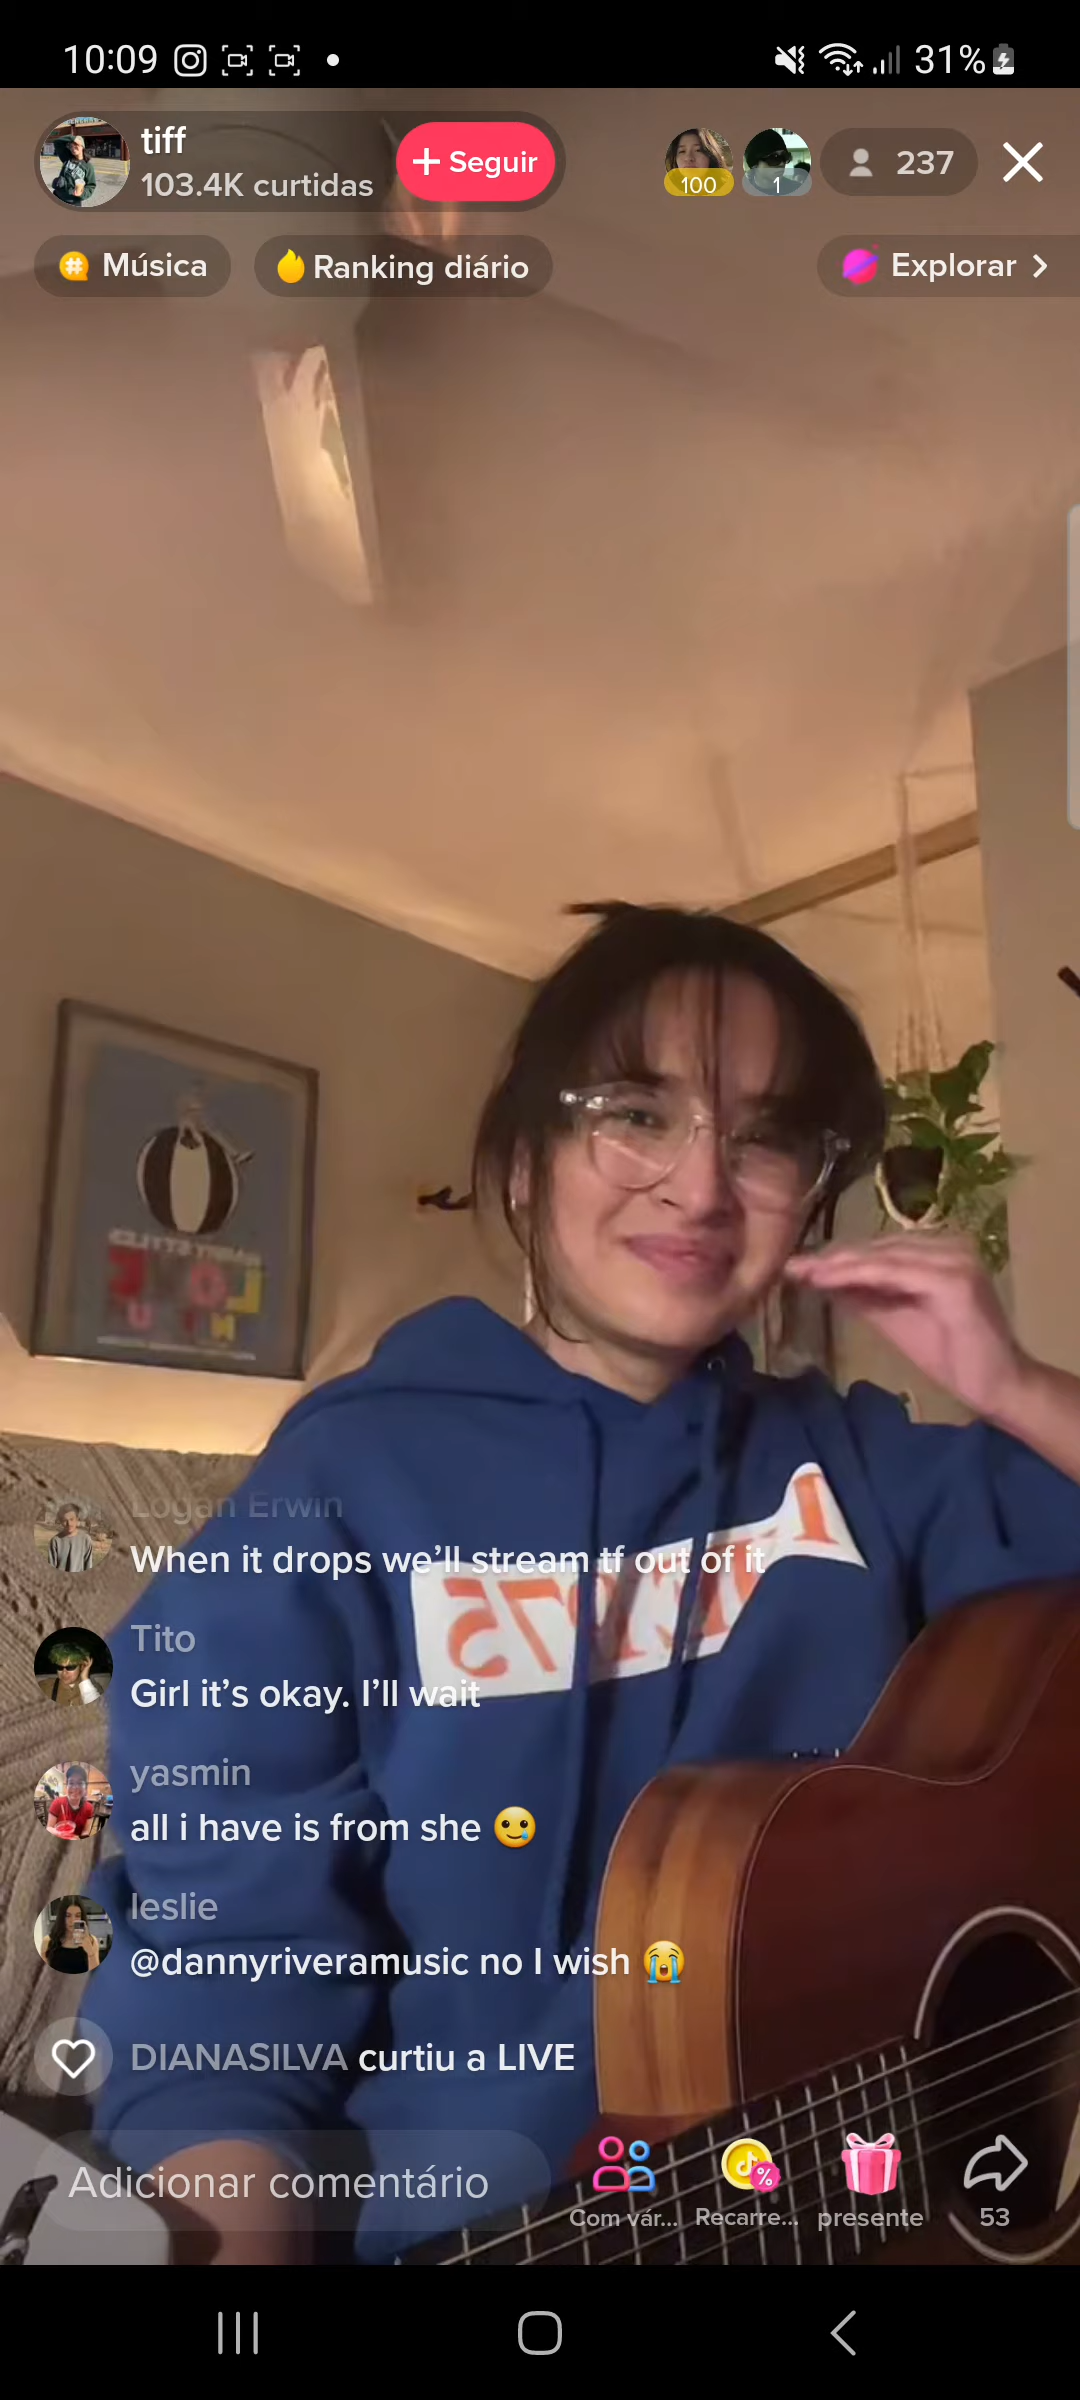 10:09
31%
tiff
103.4K curtidas
+ Seguir
100
1
237
Música
Ranking diário
Explorar >
Logan Erwin
When it drops we’ll stream tf out of it
Tito
Girl it’s okay. I’ll wait
yasmin
all i have is from she 🥲
leslie
@dannyriveramusic no I wish 😭
DIANASILVA curtiu a LIVE
Adicionar comentário
Com vár...
Recarre...
presente
53